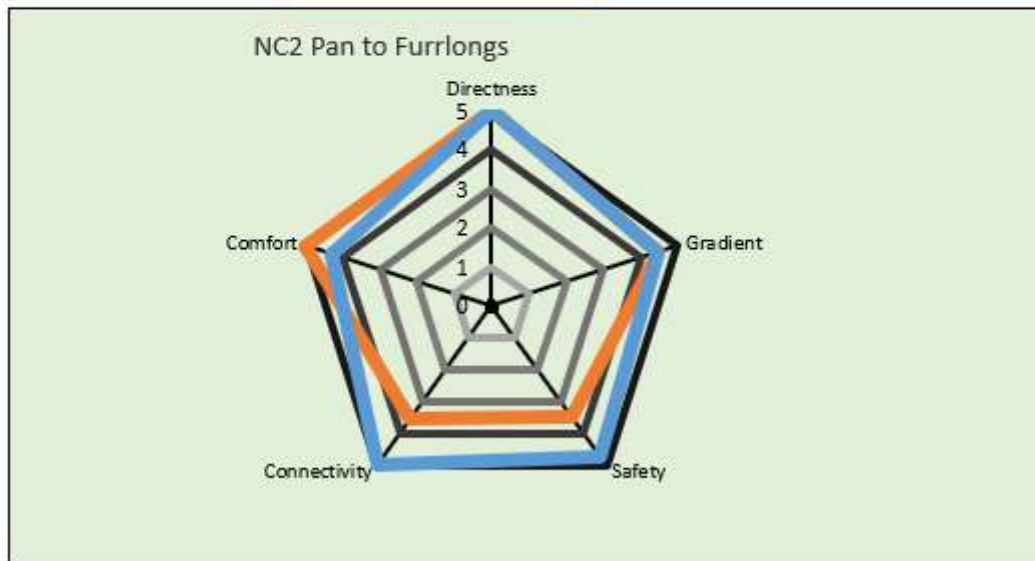 NC2 Pan to Furrlongs
Directness
5
4
3
2
1
0
Comfort
Gradient
Connectivity
Safety